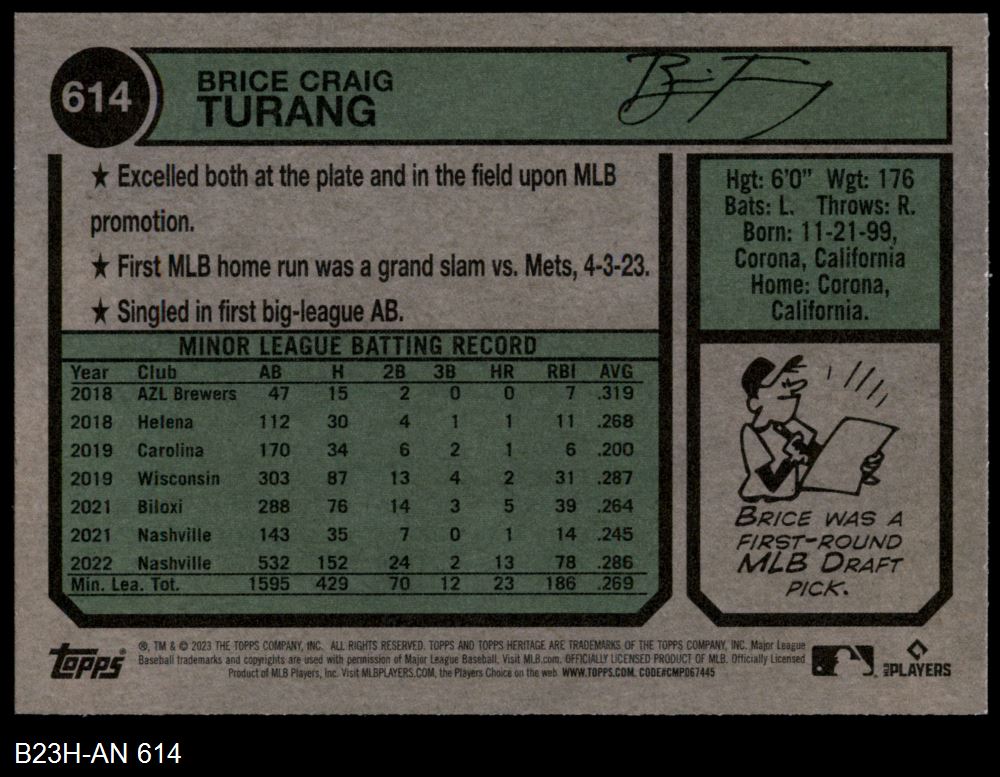 614
BRICE CRAIG
TURANG
★ Excelled both at the plate and in the field upon MLB
promotion.
★ First MLB home run was a grand slam vs. Mets, 4-3-23.
★ Singled in first big-league AB.
Hgt: 6'0" Wgt: 176
Bats: L. Throws: R.
Born: 11-21-99,
Corona, California
Home: Corona,
California.
MINOR LEAGUE BATTING RECORD
Year Club AB H 2B 3B HR RBI AVG
2018 AZL Brewers 47 15 2 0 0 7 .319
2018 Helena 112 30 4 1 1 11 .268
2019 Carolina 170 34 6 2 1 6 .200
2019 Wisconsin 303 87 13 4 2 31 .287
2021 Biloxi 288 76 14 3 5 39 .264
2021 Nashville 143 35 7 0 1 14 .245
2022 Nashville 532 152 24 2 13 78 .286
Min. Lea. Tot. 1595 429 70 12 23 186 .269
BRICE WAS A
FIRST-ROUND
MLB DRAFT
PICK.
topps
®, TM & © 2023 THE TOPPS COMPANY, INC. ALL RIGHTS RESERVED. TOPPS AND TOPPS HERITAGE ARE TRADEMARKS OF THE TOPPS COMPANY, INC. Major League
Baseball trademarks and copyrights are used with permission of Major League Baseball. Visit MLB.com. OFFICIALLY LICENSED PRODUCT OF MLB. Officially Licensed
Product of MLB Players, Inc. Visit MLBPLAYERS.COM, the Players Choice on the web. WWW.TOPPS.COM. CODE#CMP067445
MLB PLAYERS
B23H-AN 614